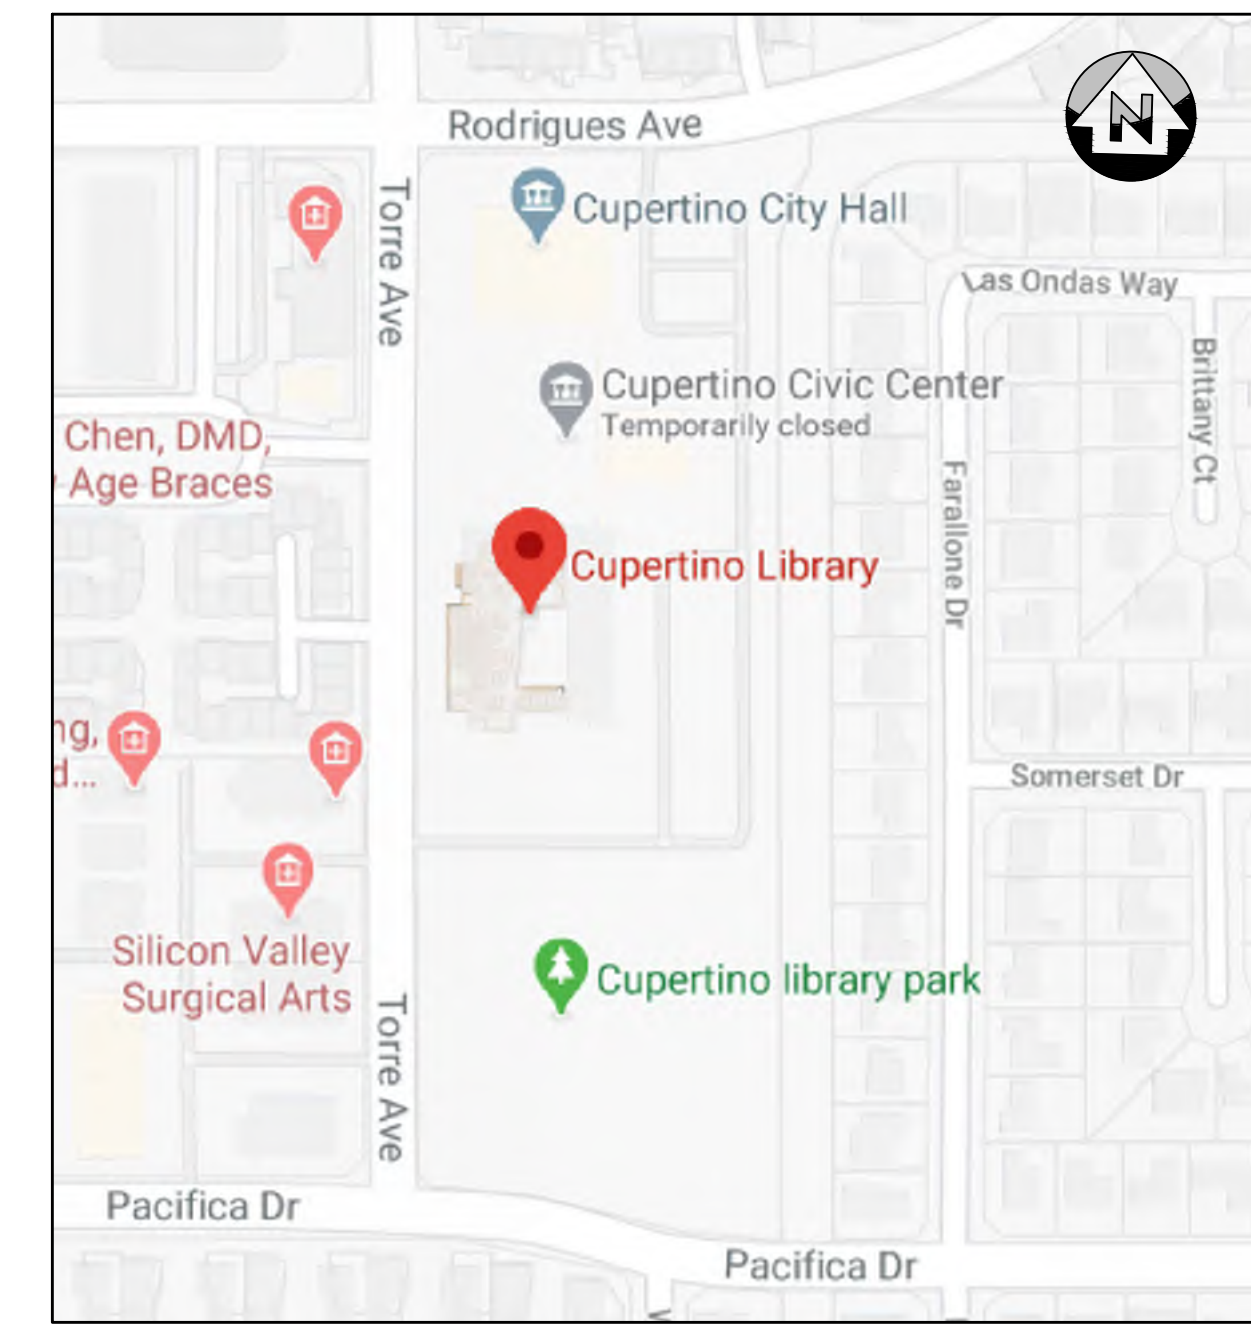 N
Rodrigues Ave
Torre Ave
Cupertino City Hall
Las Ondas Way
Brittany Ct
Cupertino Civic Center
Temporarily closed
Chen, DMD,
Age Braces
Farallone Dr
Cupertino Library
Somerset Dr
Silicon Valley
Surgical Arts
Cupertino library park
Torre Ave
Pacifica Dr
Pacifica Dr